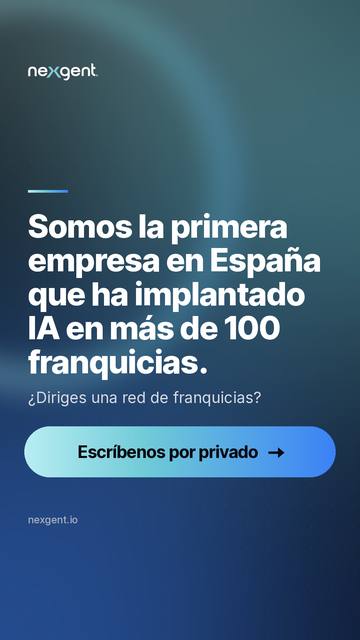 nexgent.
Somos la primera
empresa en España
que ha implantado
IA en más de 100
franquicias.
¿Diriges una red de franquicias?
Escríbenos por privado →
nexgent.io